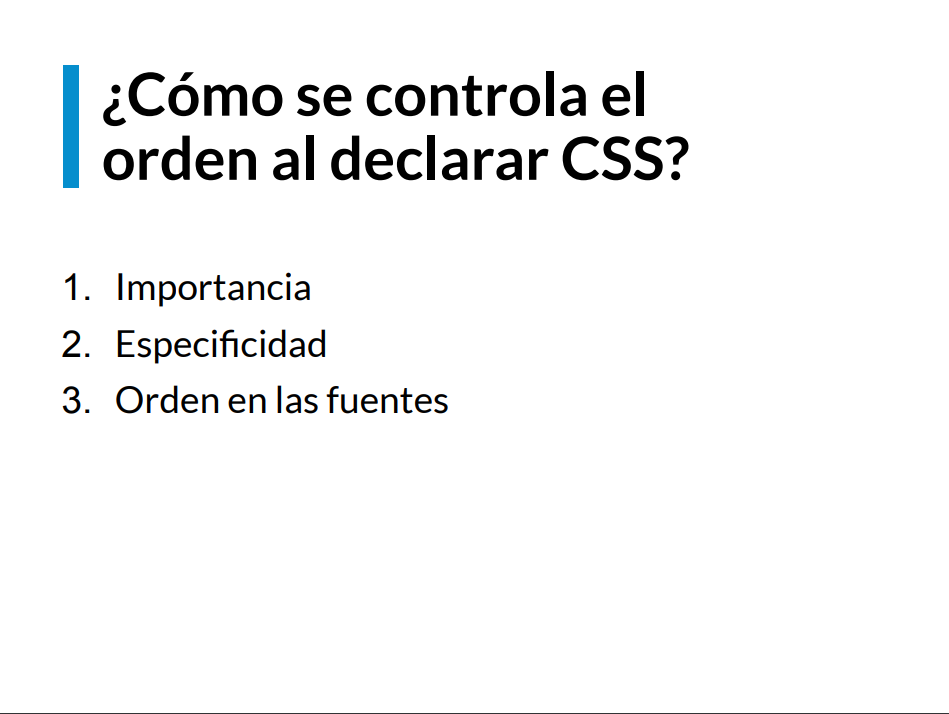 ¿Cómo se controla el
orden al declarar CSS?
1. Importancia
2. Especificidad
3. Orden en las fuentes